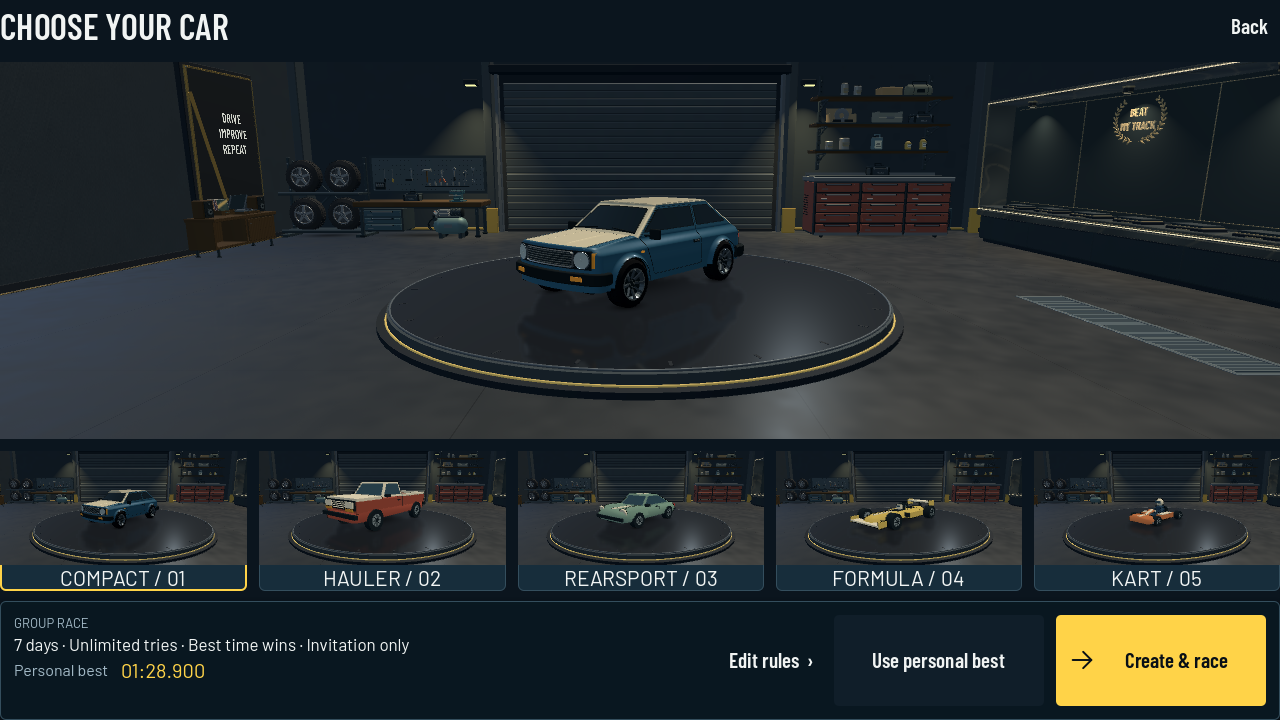 CHOOSE YOUR CAR
Back
DRIVE
IMPROVE
REPEAT
BEAT
MY TRACK
COMPACT / 01
HAULER / 02
REARSPORT / 03
FORMULA / 04
KART / 05
GROUP RACE
7 days · Unlimited tries · Best time wins · Invitation only
Personal best 01:28.900
Edit rules ›
Use personal best
Create & race